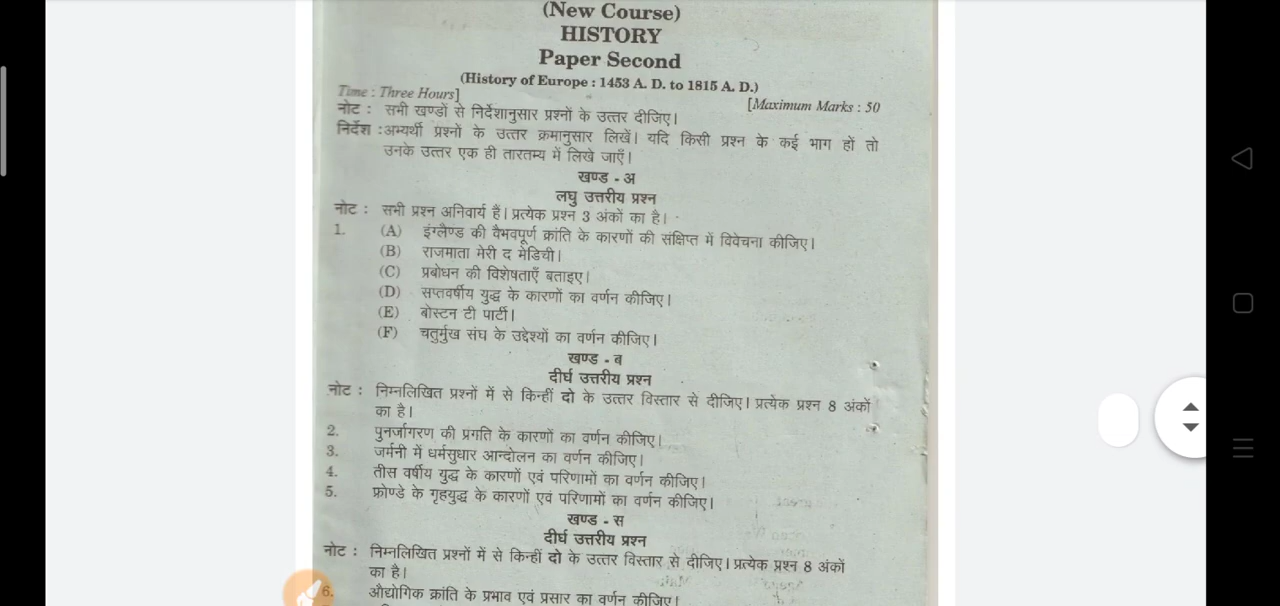 (New Course)
HISTORY
Paper Second
(History of Europe : 1453 A. D. to 1815 A. D.)
Time : Three Hours]
[Maximum Marks : 50
नोट : सभी खण्डों से निर्देशानुसार प्रश्नों के उत्तर दीजिए।
निर्देश :अभ्यर्थी प्रश्नों के उत्तर क्रमानुसार लिखें। यदि किसी प्रश्न के कई भाग हों तो
उनके उत्तर एक ही तारतम्य में लिखे जाएँ।
खण्ड - अ
लघु उत्तरीय प्रश्न
नोट : सभी प्रश्न अनिवार्य हैं। प्रत्येक प्रश्न 3 अंकों का है।
1. (A) इंग्लैण्ड की वैभवपूर्ण क्रांति के कारणों की संक्षिप्त में विवेचना कीजिए।
(B) राजमाता मेरी द मेडिची।
(C) प्रबोधन की विशेषताएँ बताइए।
(D) सप्तवर्षीय युद्ध के कारणों का वर्णन कीजिए।
(E) बोस्टन टी पार्टी।
(F) चतुर्मुख संघ के उद्देश्यों का वर्णन कीजिए।
खण्ड - ब
दीर्घ उत्तरीय प्रश्न
नोट : निम्नलिखित प्रश्नों में से किन्हीं दो के उत्तर विस्तार से दीजिए। प्रत्येक प्रश्न 8 अंकों
का है।
2. पुनर्जागरण की प्रगति के कारणों का वर्णन कीजिए।
3. जर्मनी में धर्मसुधार आन्दोलन का वर्णन कीजिए।
4. तीस वर्षीय युद्ध के कारणों एवं परिणामों का वर्णन कीजिए।
5. फ्रोण्डे के गृहयुद्ध के कारणों एवं परिणामों का वर्णन कीजिए।
खण्ड - स
दीर्घ उत्तरीय प्रश्न
नोट : निम्नलिखित प्रश्नों में से किन्हीं दो के उत्तर विस्तार से दीजिए। प्रत्येक प्रश्न 8 अंकों
का है।
6. औद्योगिक क्रांति के प्रभाव एवं प्रसार का वर्णन कीजिए।